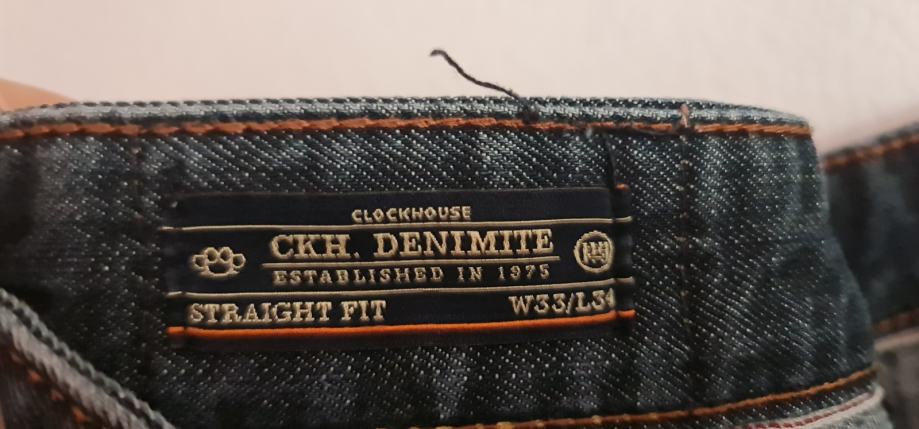 CLOCKHOUSE
CKH. DENIMITE
ESTABLISHED IN 1975
STRAIGHT FIT W33/L34